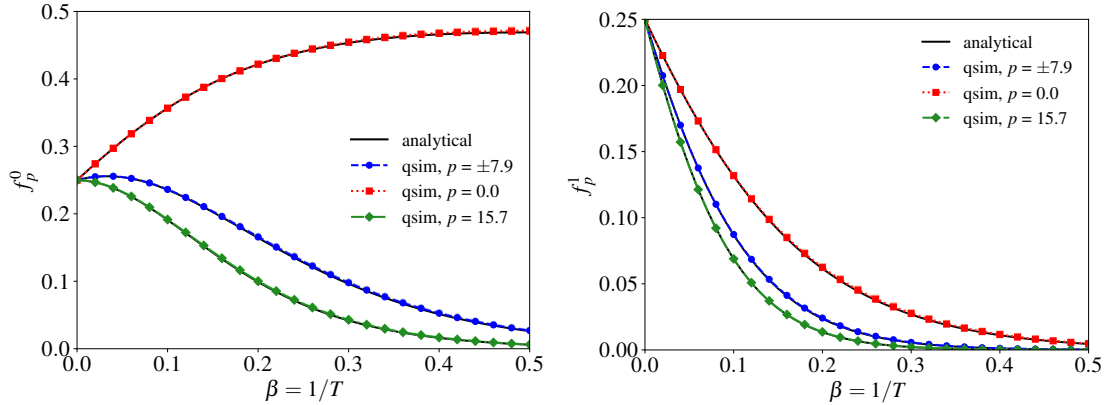 0.5
0.4
0.3
0.2
0.1
0.0
f_p^0
analytical
qsim, p = ±7.9
qsim, p = 0.0
qsim, p = 15.7
0.0 0.1 0.2 0.3 0.4 0.5
β = 1/T
0.25
0.20
0.15
0.10
0.05
0.00
f_p^1
analytical
qsim, p = ±7.9
qsim, p = 0.0
qsim, p = 15.7
0.0 0.1 0.2 0.3 0.4 0.5
β = 1/T